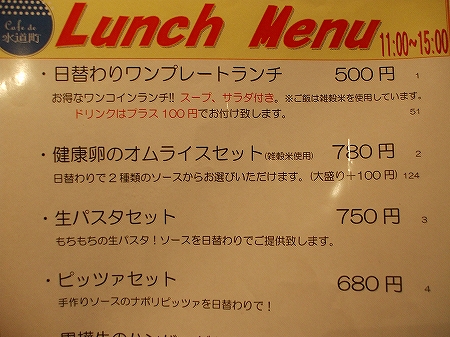 Cafe de
水道町
Lunch Menu 11:00~15:00
・日替わりワンプレートランチ 500円 1
お得なワンコインランチ!! スープ、サラダ付き。※ご飯は雑穀米を使用しています。
ドリンクはプラス100円でお付け致します。 51
・健康卵のオムライスセット(雑穀米使用) 780円 2
日替わりで2種類のソースからお選びいただけます。(大盛り+100円) 124
・生パスタセット 750円 3
もちもちの生パスタ！ソースを日替わりでご提供致します。
・ピッツァセット 680円 4
手作りソースのナポリピッツァを日替わりで！